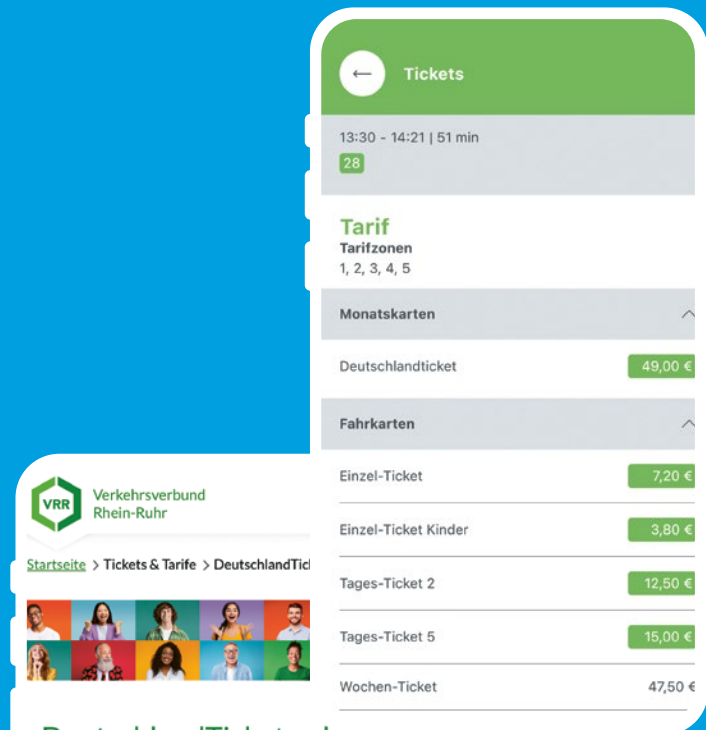 Tickets
13:30 - 14:21 | 51 min
28
Tarif
Tarifzonen
1, 2, 3, 4, 5
Monatskarten
Deutschlandticket 49,00 €
Fahrkarten
Einzel-Ticket 7,20 €
Einzel-Ticket Kinder 3,80 €
Tages-Ticket 2 12,50 €
Tages-Ticket 5 15,00 €
Wochen-Ticket 47,50 €
VRR
Verkehrsverbund
Rhein-Ruhr
Startseite > Tickets & Tarife > DeutschlandTic